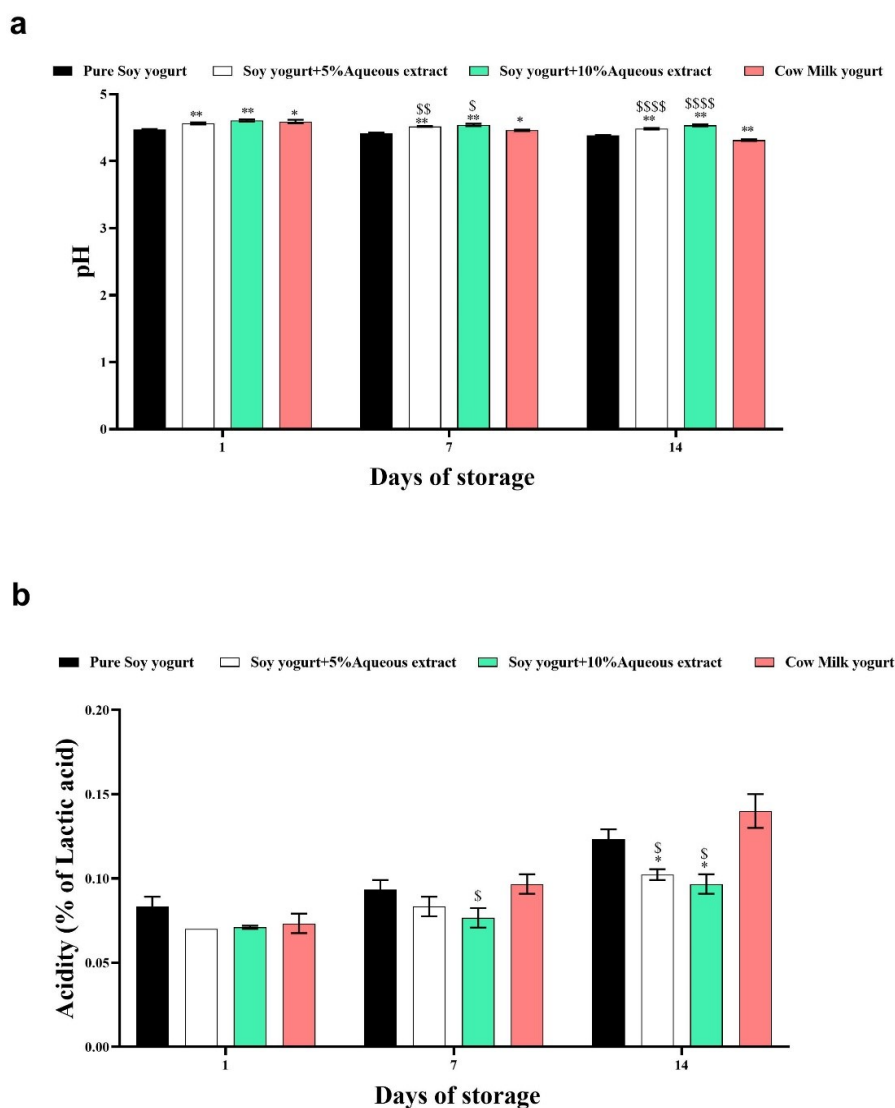 a
Pure Soy yogurt Soy yogurt+5%Aqueous extract Soy yogurt+10%Aqueous extract Cow Milk yogurt
5
4
3
2
1
0
pH
** ** *
$$ $
** ** *
$$$$ $$$$
** ** **
1 7 14
Days of storage
b
Pure Soy yogurt Soy yogurt+5%Aqueous extract Soy yogurt+10%Aqueous extract Cow Milk yogurt
0.20
0.15
0.10
0.05
0.00
Acidity (% of Lactic acid)
$
$ $
* *
1 7 14
Days of storage